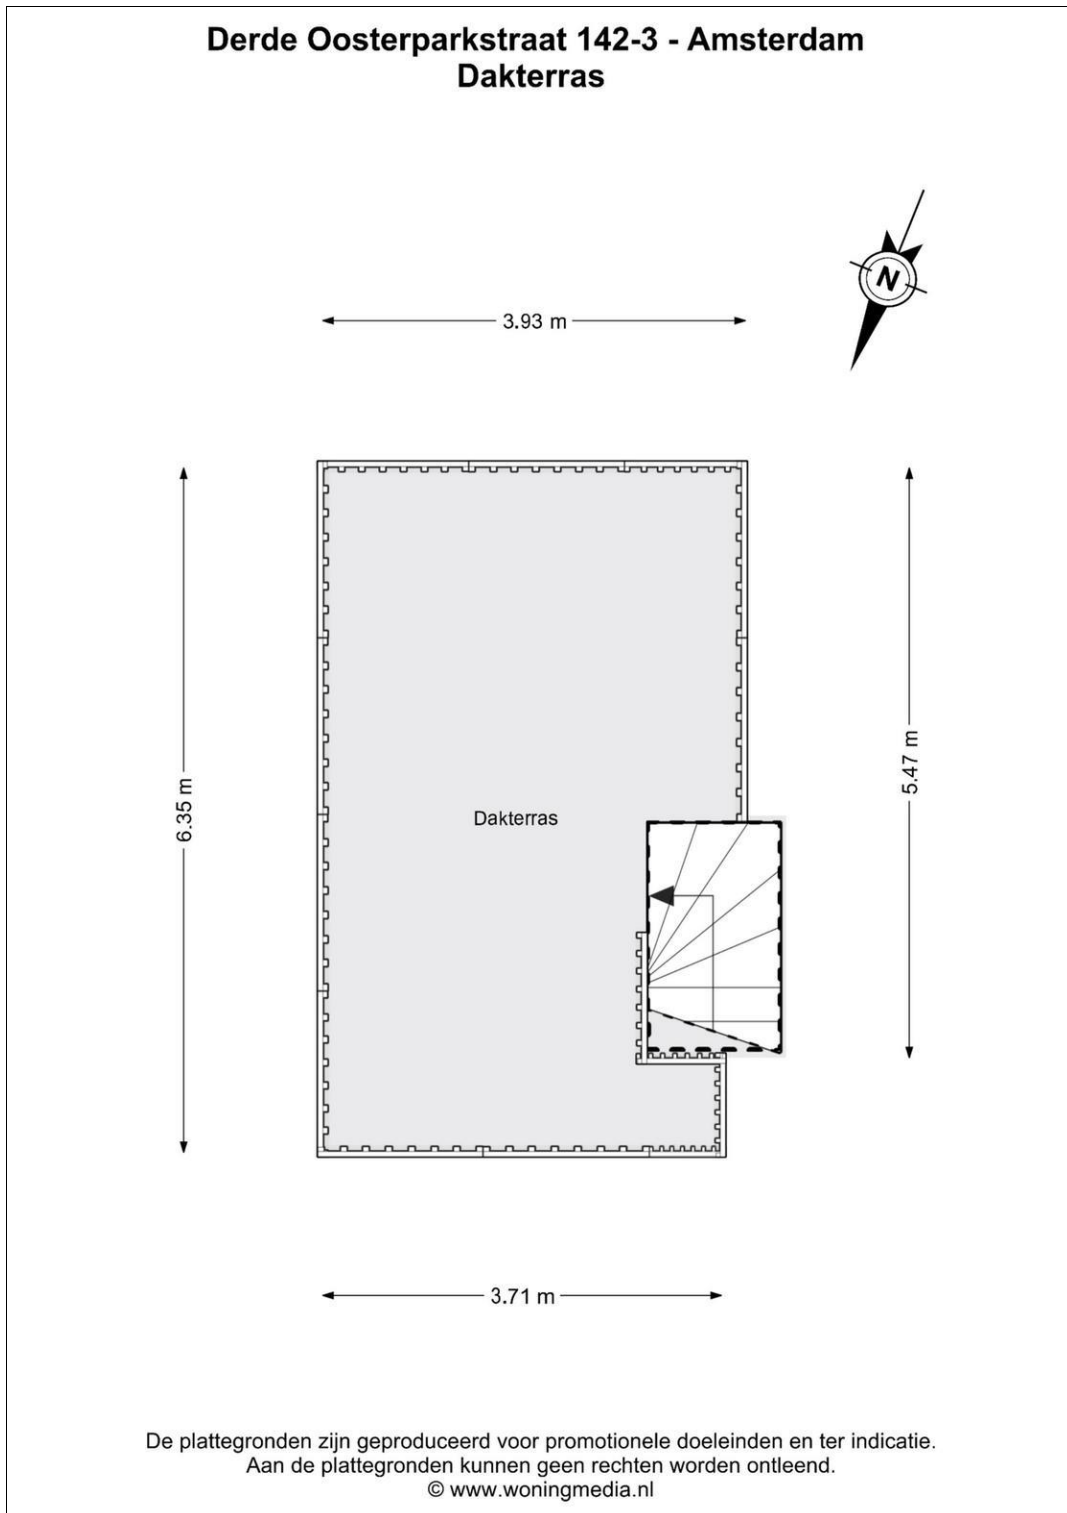 Derde Oosterparkstraat 142-3 - Amsterdam
Dakterras
N
3.93 m
6.35 m
5.47 m
Dakterras
3.71 m
De plattegronden zijn geproduceerd voor promotionele doeleinden en ter indicatie.
Aan de plattegronden kunnen geen rechten worden ontleend.
© www.woningmedia.nl